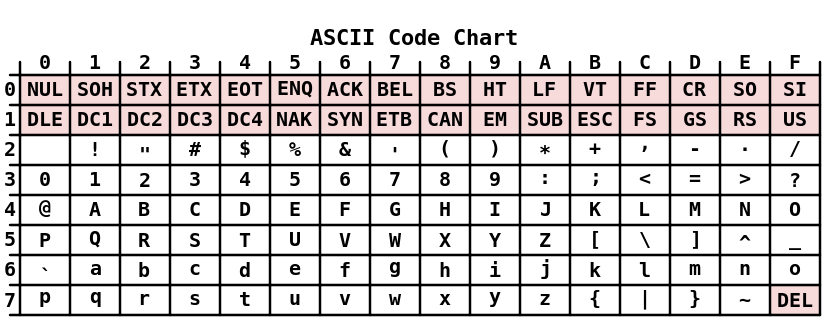 ASCII Code Chart
0 1 2 3 4 5 6 7 8 9 A B C D E F
0 NUL SOH STX ETX EOT ENQ ACK BEL BS HT LF VT FF CR SO SI
1 DLE DC1 DC2 DC3 DC4 NAK SYN ETB CAN EM SUB ESC FS GS RS US
2 ! " # $ % & ' ( ) * + , - . /
3 0 1 2 3 4 5 6 7 8 9 : ; < = > ?
4 @ A B C D E F G H I J K L M N O
5 P Q R S T U V W X Y Z [ \ ] ^ _
6 ` a b c d e f g h i j k l m n o
7 p q r s t u v w x y z { | } ~ DEL